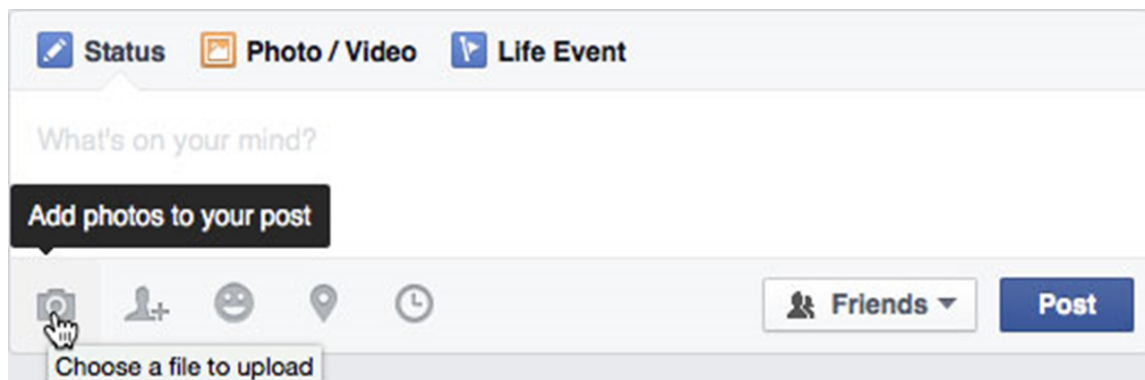 Status Photo / Video Life Event
What's on your mind?
Add photos to your post
Friends Post
Choose a file to upload